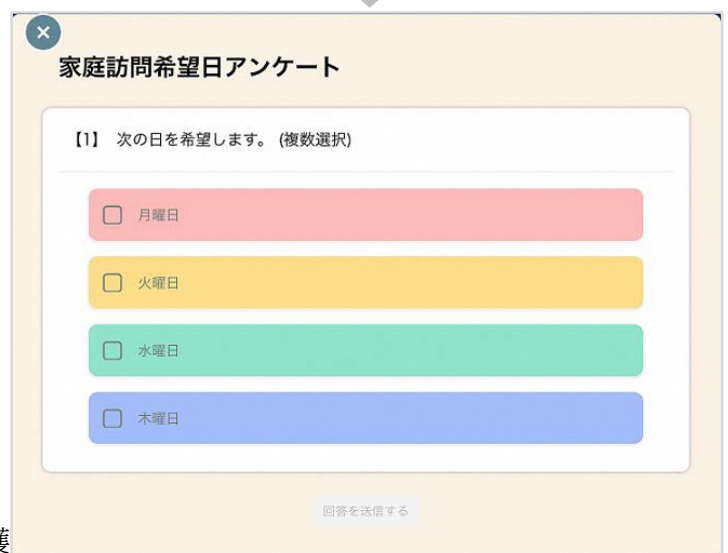 家庭訪問希望日アンケート
【1】 次の日を希望します。 (複数選択)
月曜日
火曜日
水曜日
木曜日
回答を送信する